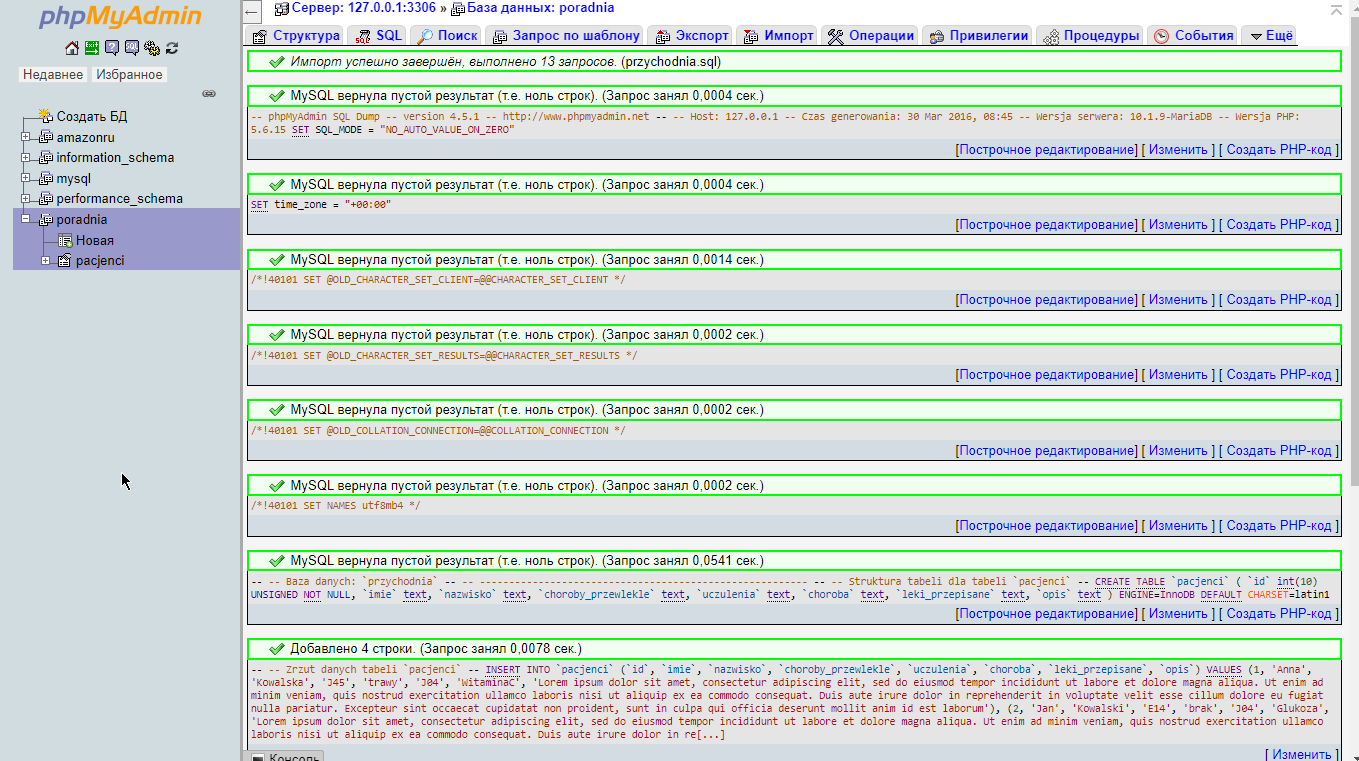 phpMyAdmin
Недавнее Избранное
Создать БД
amazonru
information_schema
mysql
performance_schema
poradnia
Новая
pacjenci
Сервер: 127.0.0.1:3306 » База данных: poradnia
Структура SQL Поиск Запрос по шаблону Экспорт Импорт Операции Привилегии Процедуры События Ещё
Импорт успешно завершён, выполнено 13 запросов. (przychodnia.sql)
MySQL вернула пустой результат (т.е. ноль строк). (Запрос занял 0,0004 сек.)
-- phpMyAdmin SQL Dump -- version 4.5.1 -- http://www.phpmyadmin.net -- -- Host: 127.0.0.1 -- Czas generowania: 30 Mar 2016, 08:45 -- Wersja serwera: 10.1.9-MariaDB -- Wersja PHP:
5.6.15 SET SQL_MODE = "NO_AUTO_VALUE_ON_ZERO"
[Построчное редактирование] [ Изменить ] [ Создать PHP-код ]
MySQL вернула пустой результат (т.е. ноль строк). (Запрос занял 0,0004 сек.)
SET time_zone = "+00:00"
[Построчное редактирование] [ Изменить ] [ Создать PHP-код ]
MySQL вернула пустой результат (т.е. ноль строк). (Запрос занял 0,0014 сек.)
/*!40101 SET @OLD_CHARACTER_SET_CLIENT=@@CHARACTER_SET_CLIENT */
[Построчное редактирование] [ Изменить ] [ Создать PHP-код ]
MySQL вернула пустой результат (т.е. ноль строк). (Запрос занял 0,0002 сек.)
/*!40101 SET @OLD_CHARACTER_SET_RESULTS=@@CHARACTER_SET_RESULTS */
[Построчное редактирование] [ Изменить ] [ Создать PHP-код ]
MySQL вернула пустой результат (т.е. ноль строк). (Запрос занял 0,0002 сек.)
/*!40101 SET @OLD_COLLATION_CONNECTION=@@COLLATION_CONNECTION */
[Построчное редактирование] [ Изменить ] [ Создать PHP-код ]
MySQL вернула пустой результат (т.е. ноль строк). (Запрос занял 0,0002 сек.)
/*!40101 SET NAMES utf8mb4 */
[Построчное редактирование] [ Изменить ] [ Создать PHP-код ]
MySQL вернула пустой результат (т.е. ноль строк). (Запрос занял 0,0541 сек.)
-- -- Baza danych: `przychodnia` -- -- -------------------------------------------------------- -- -- Struktura tabeli dla tabeli `pacjenci` -- CREATE TABLE `pacjenci` ( `id` int(10)
UNSIGNED NOT NULL, `imie` text, `nazwisko` text, `choroby_przewlekle` text, `uczulenia` text, `choroba` text, `leki_przepisane` text, `opis` text ) ENGINE=InnoDB DEFAULT CHARSET=latin1
[Построчное редактирование] [ Изменить ] [ Создать PHP-код ]
Добавлено 4 строки. (Запрос занял 0,0078 сек.)
-- -- Zrzut danych tabeli `pacjenci` -- INSERT INTO `pacjenci` (`id`, `imie`, `nazwisko`, `choroby_przewlekle`, `uczulenia`, `choroba`, `leki_przepisane`, `opis`) VALUES (1, 'Anna',
'Kowalska', 'J45', 'trawy', 'J04', 'WitaminaC', 'Lorem ipsum dolor sit amet, consectetur adipiscing elit, sed do eiusmod tempor incididunt ut labore et dolore magna aliqua. Ut enim ad
minim veniam, quis nostrud exercitation ullamco laboris nisi ut aliquip ex ea commodo consequat. Duis aute irure dolor in reprehenderit in voluptate velit esse cillum dolore eu fugiat
nulla pariatur. Excepteur sint occaecat cupidatat non proident, sunt in culpa qui officia deserunt mollit anim id est laborum'), (2, 'Jan', 'Kowalski', 'E14', 'brak', 'J04', 'Glukoza',
'Lorem ipsum dolor sit amet, consectetur adipiscing elit, sed do eiusmod tempor incididunt ut labore et dolore magna aliqua. Ut enim ad minim veniam, quis nostrud exercitation ullamco
laboris nisi ut aliquip ex ea commodo consequat. Duis aute irure dolor in re[...]
[ Изменить ]
Консоль